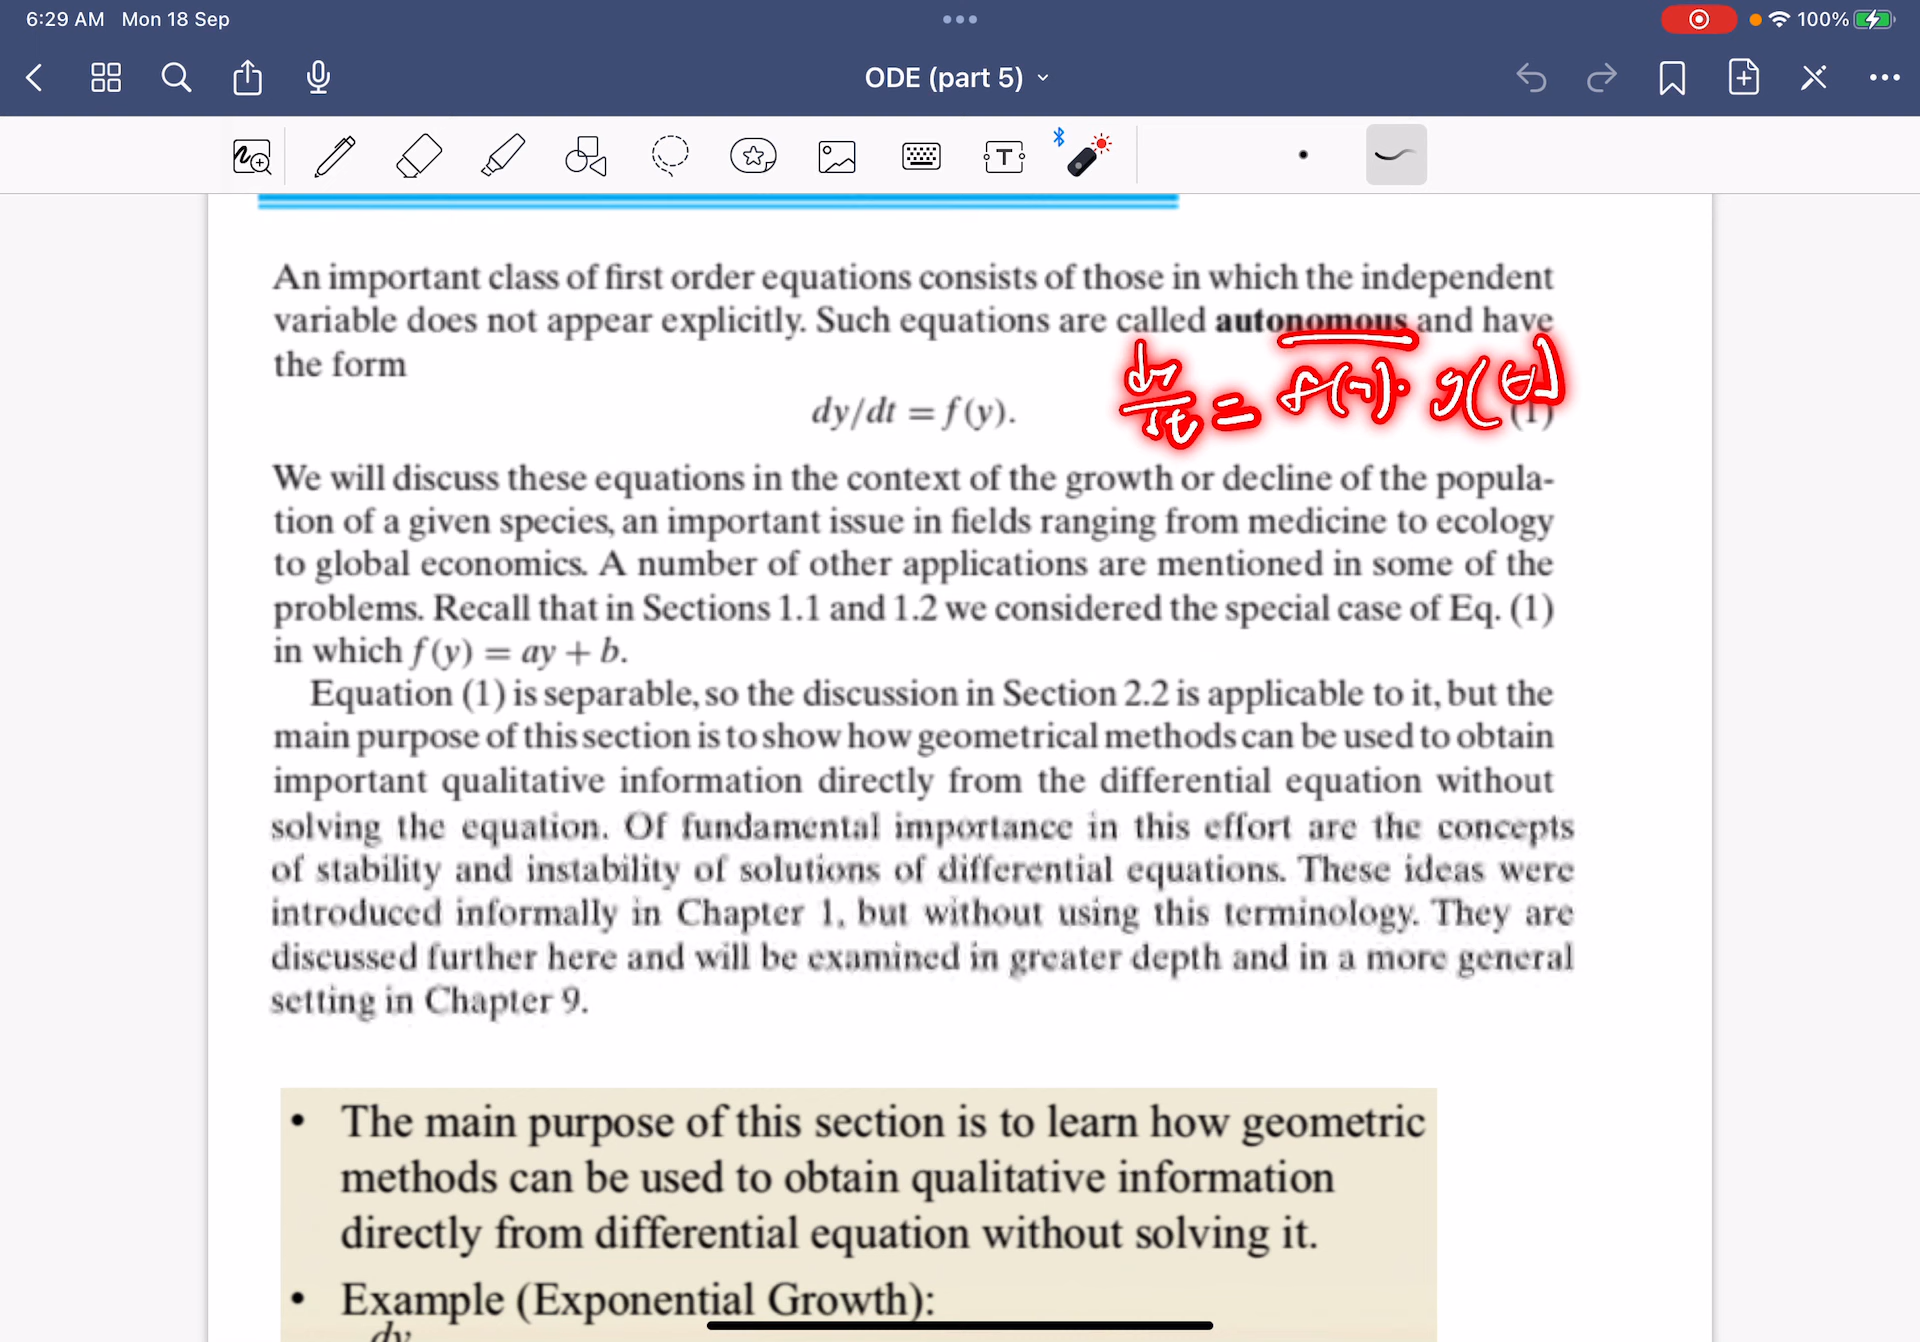 6:29 AM Mon 18 Sep
100%
ODE (part 5)
T
An important class of first order equations consists of those in which the independent
variable does not appear explicitly. Such equations are called autonomous and have
the form
dy/dt = f(y). (1)
dy/dt = f(y). g(t)
We will discuss these equations in the context of the growth or decline of the popula-
tion of a given species, an important issue in fields ranging from medicine to ecology
to global economics. A number of other applications are mentioned in some of the
problems. Recall that in Sections 1.1 and 1.2 we considered the special case of Eq. (1)
in which f(y) = ay + b.
Equation (1) is separable, so the discussion in Section 2.2 is applicable to it, but the
main purpose of this section is to show how geometrical methods can be used to obtain
important qualitative information directly from the differential equation without
solving the equation. Of fundamental importance in this effort are the concepts
of stability and instability of solutions of differential equations. These ideas were
introduced informally in Chapter 1, but without using this terminology. They are
discussed further here and will be examined in greater depth and in a more general
setting in Chapter 9.
• The main purpose of this section is to learn how geometric
methods can be used to obtain qualitative information
directly from differential equation without solving it.
• Example (Exponential Growth):
dy